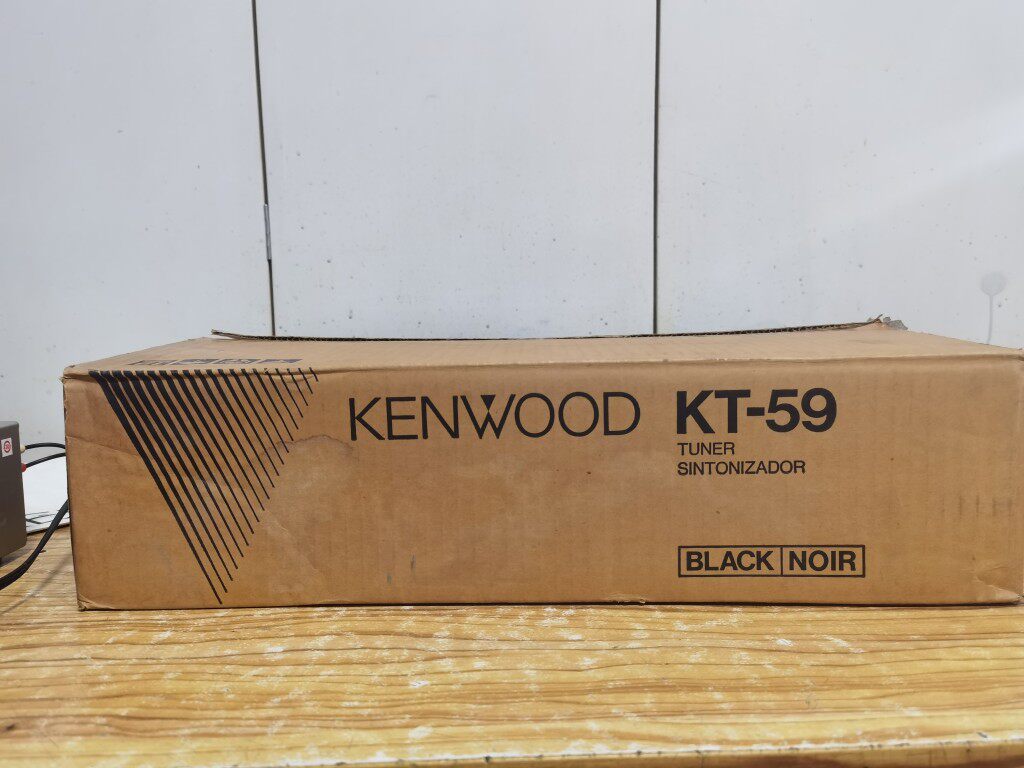 KENWOOD KT-59
TUNER
SINTONIZADOR
BLACK NOIR